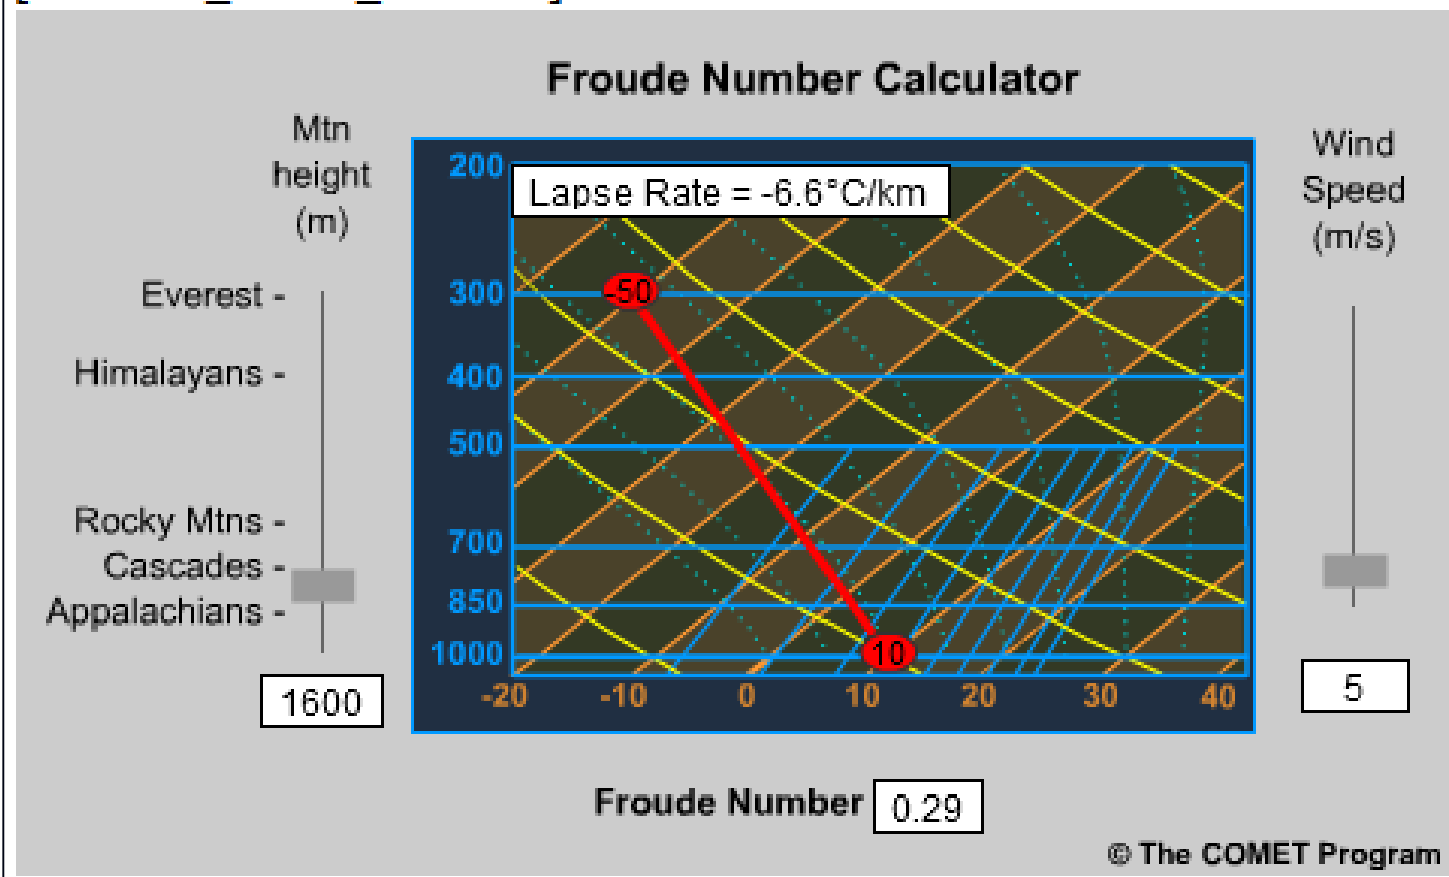 Froude Number Calculator
Mtn
height
(m)
Everest -
Himalayans -
Rocky Mtns -
Cascades -
Appalachians -
1600
200
300
400
500
700
850
1000
Lapse Rate = -6.6°C/km
-50
10
-20 -10 0 10 20 30 40
Wind
Speed
(m/s)
5
Froude Number 0.29
© The COMET Program